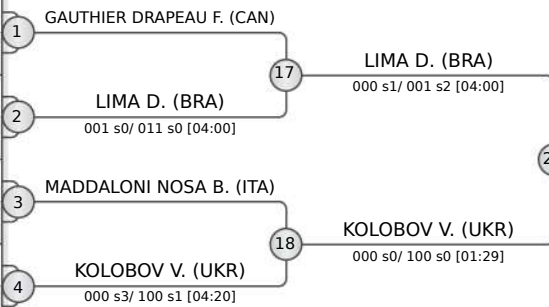 1
GAUTHIER DRAPEAU F. (CAN)
17
LIMA D. (BRA)
000 s1/ 001 s2 [04:00]
2
LIMA D. (BRA)
001 s0/ 011 s0 [04:00]
2
3
MADDALONI NOSA B. (ITA)
18
KOLOBOV V. (UKR)
000 s0/ 100 s0 [01:29]
4
KOLOBOV V. (UKR)
000 s3/ 100 s1 [04:20]